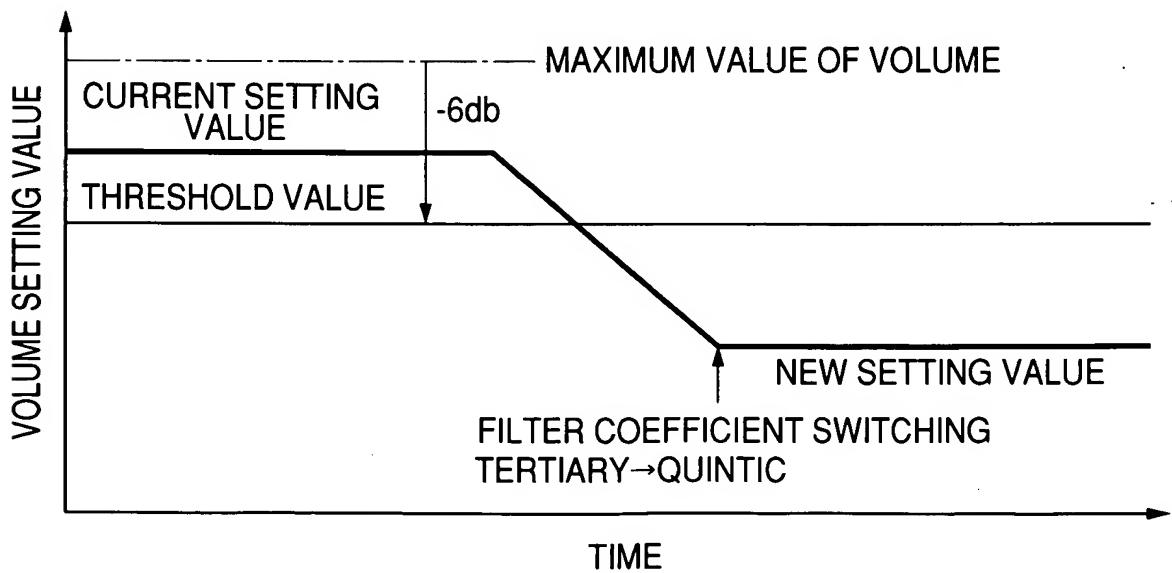 MAXIMUM VALUE OF VOLUME
CURRENT SETTING
VALUE
-6db
THRESHOLD VALUE
VOLUME SETTING VALUE
NEW SETTING VALUE
FILTER COEFFICIENT SWITCHING
TERTIARY→QUINTIC
TIME